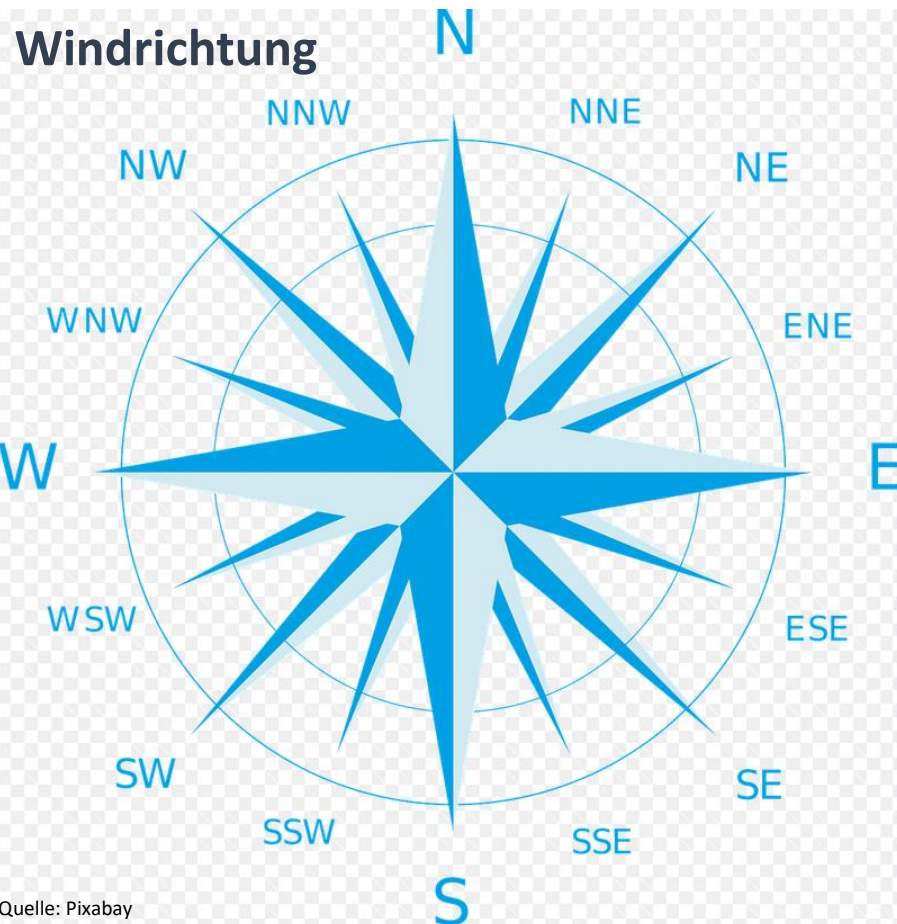 Windrichtung
N
NNW
NNE
NW
NE
WNW
ENE
W
E
WSW
ESE
SW
SE
SSW
SSE
S
Quelle: Pixabay